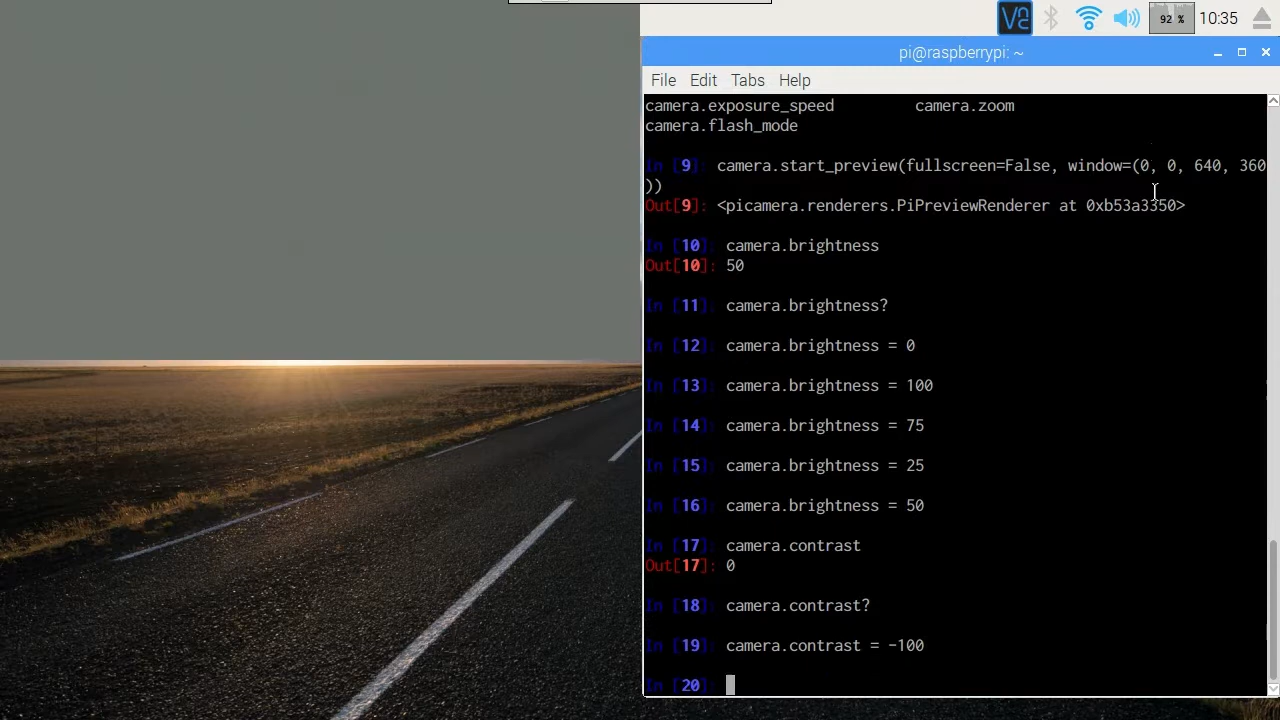 92 %
10:35
pi@raspberrypi: ~
File Edit Tabs Help
camera.exposure_speed camera.zoom
camera.flash_mode
In [9]: camera.start_preview(fullscreen=False, window=(0, 0, 640, 360
))
Out[9]: <picamera.renderers.PiPreviewRenderer at 0xb53a3350>
In [10]: camera.brightness
Out[10]: 50
In [11]: camera.brightness?
In [12]: camera.brightness = 0
In [13]: camera.brightness = 100
In [14]: camera.brightness = 75
In [15]: camera.brightness = 25
In [16]: camera.brightness = 50
In [17]: camera.contrast
Out[17]: 0
In [18]: camera.contrast?
In [19]: camera.contrast = -100
In [20]: